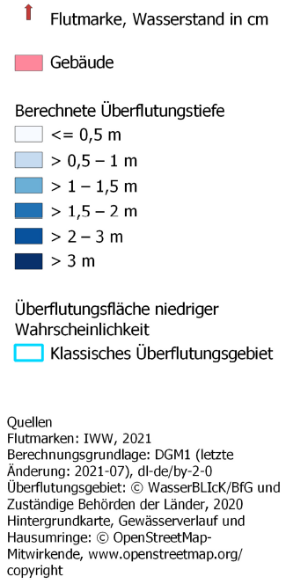 Flutmarke, Wasserstand in cm
Gebäude
Berechnete Überflutungstiefe
<= 0,5 m
> 0,5 – 1 m
> 1 – 1,5 m
> 1,5 – 2 m
> 2 – 3 m
> 3 m
Überflutungsfläche niedriger
Wahrscheinlichkeit
Klassisches Überflutungsgebiet
Quellen
Flutmarken: IWW, 2021
Berechnungsgrundlage: DGM1 (letzte
Änderung: 2021-07), dl-de/by-2-0
Überflutungsgebiet: © WasserBLIcK/BfG und
Zuständige Behörden der Länder, 2020
Hintergrundkarte, Gewässerverlauf und
Hausumringe: © OpenStreetMap-
Mitwirkende, www.openstreetmap.org/
copyright